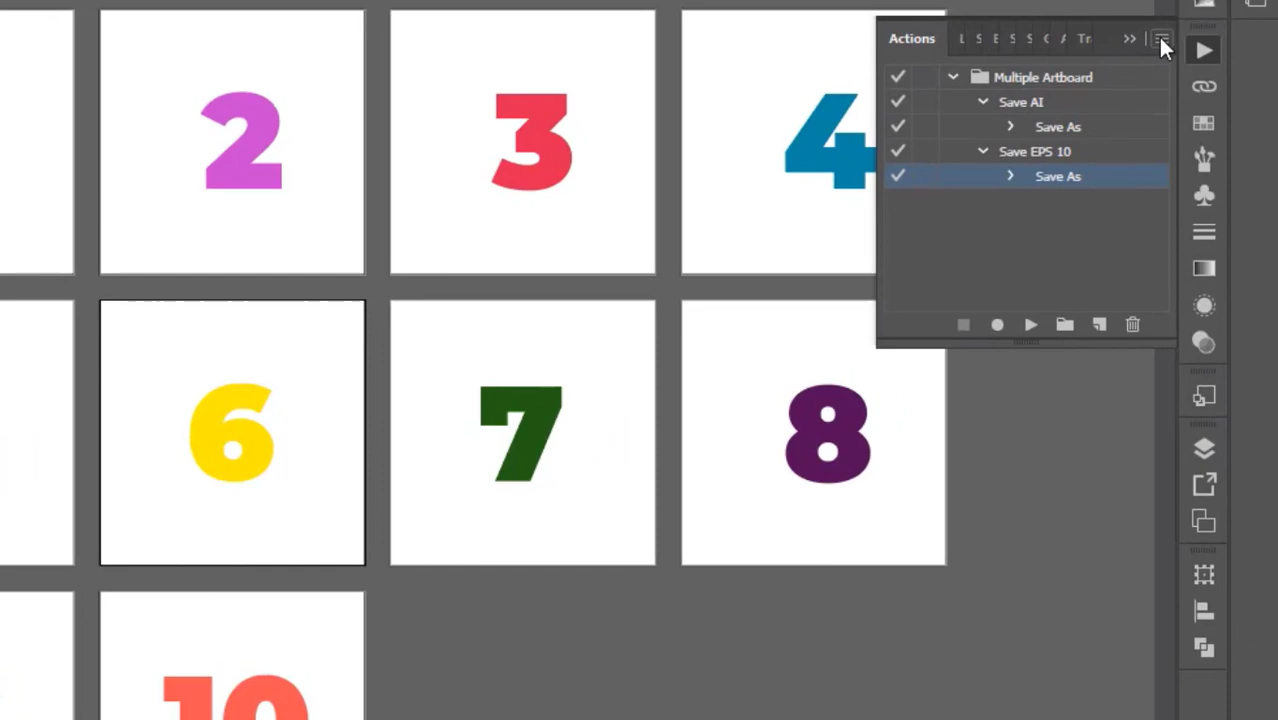 Actions L S E S S C A Tr
Multiple Artboard
Save AI
Save As
Save EPS 10
Save As
2 3 4
6 7 8
10